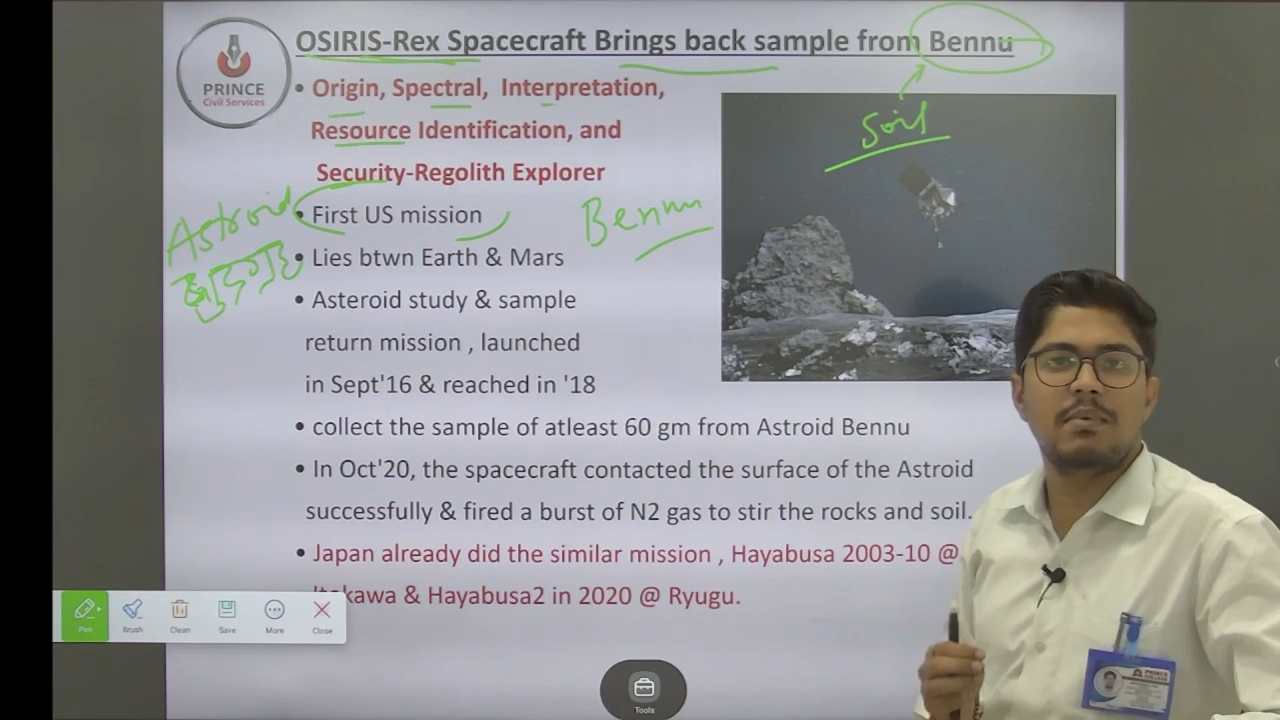 OSIRIS-Rex Spacecraft Brings back sample from Bennu
PRINCE
Civil Services
• Origin, Spectral, Interpretation,
Resource Identification, and
Security-Regolith Explorer
Soil
Astroid
• First US mission
Bennu
• Lies btwn Earth & Mars
• Asteroid study & sample
return mission , launched
in Sept'16 & reached in '18
• collect the sample of atleast 60 gm from Astroid Bennu
• In Oct'20, the spacecraft contacted the surface of the Astroid
successfully & fired a burst of N2 gas to stir the rocks and soil.
• Japan already did the similar mission , Hayabusa 2003-10 @
& Hayabusa2 in 2020 @ Ryugu.
Pen
Brush
Clean
Save
More
Close
Tools
PRINCE
COLLEGE